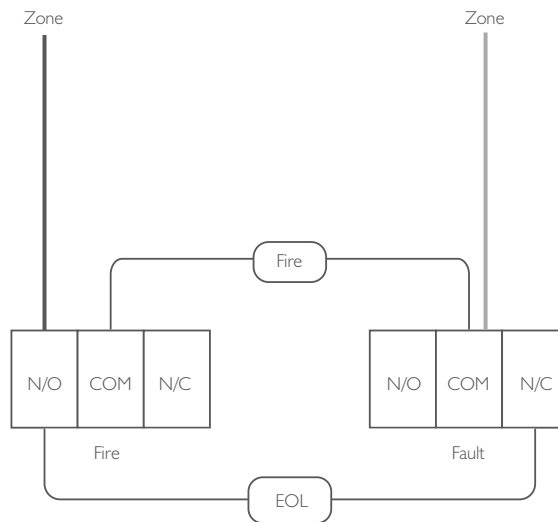 Zone Zone
Fire
N/O COM N/C N/O COM N/C
Fire Fault
EOL